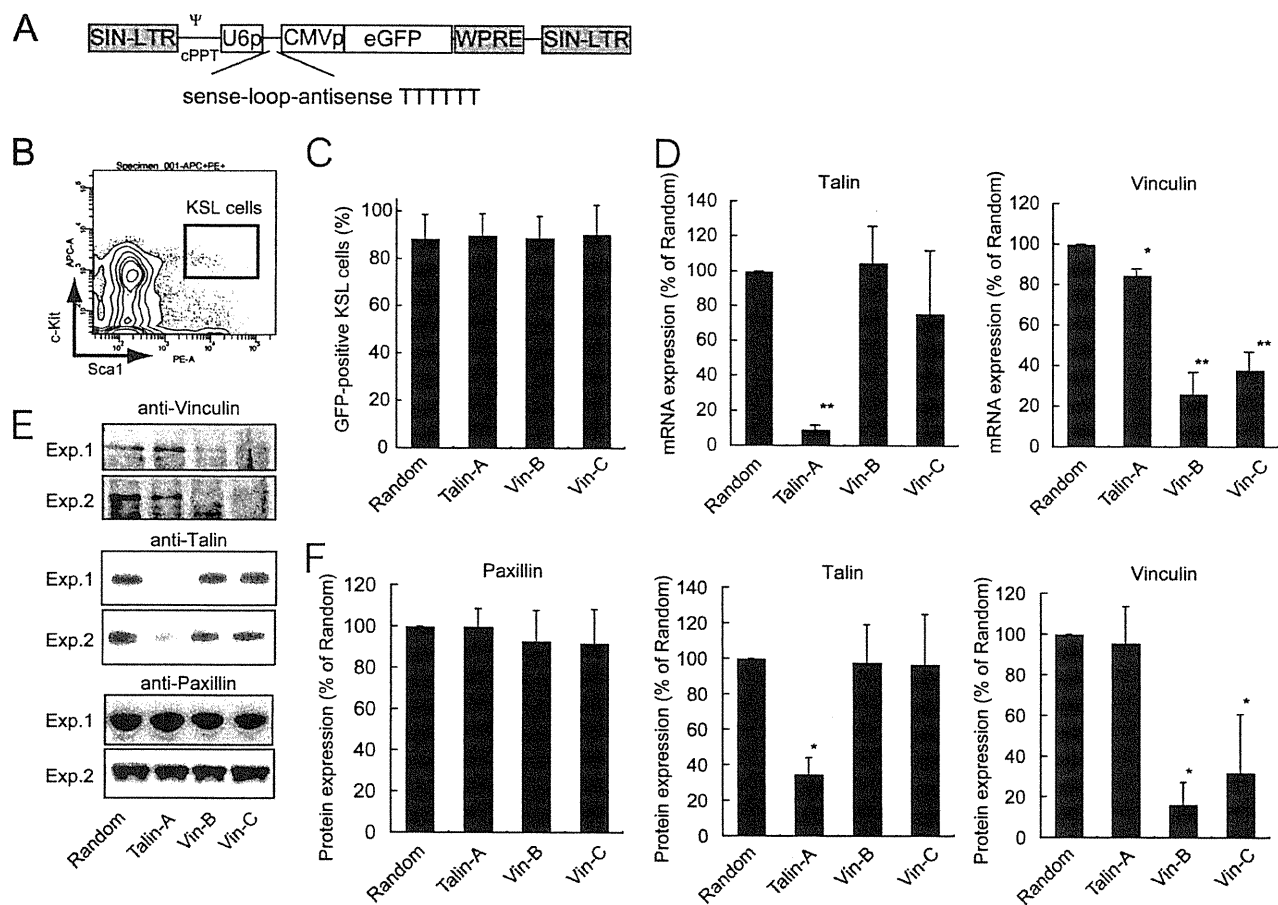 A
Ψ
SIN-LTR U6p CMVp eGFP WPRE SIN-LTR
cPPT
sense-loop-antisense TTTTTT
B
Specimen_001-APC+PE+
KSL cells
APC-A
c-Kit
PE-A
Sca1
C
GFP-positive KSL cells (%)
100
80
60
40
20
0
Random Talin-A Vin-B Vin-C
D
Talin
mRNA expression (% of Random)
140
120
100
80
60
40
20
0
**
Random Talin-A Vin-B Vin-C
Vinculin
mRNA expression (% of Random)
120
100
80
60
40
20
0
* ** **
Random Talin-A Vin-B Vin-C
E
anti-Vinculin
Exp.1
Exp.2
anti-Talin
Exp.1
Exp.2
anti-Paxillin
Exp.1
Exp.2
Random Talin-A Vin-B Vin-C
F
Paxillin
Protein expression (% of Random)
120
100
80
60
40
20
0
Random Talin-A Vin-B Vin-C
Talin
Protein expression (% of Random)
140
120
100
80
60
40
20
0
*
Random Talin-A Vin-B Vin-C
Vinculin
Protein expression (% of Random)
120
100
80
60
40
20
0
* *
Random Talin-A Vin-B Vin-C